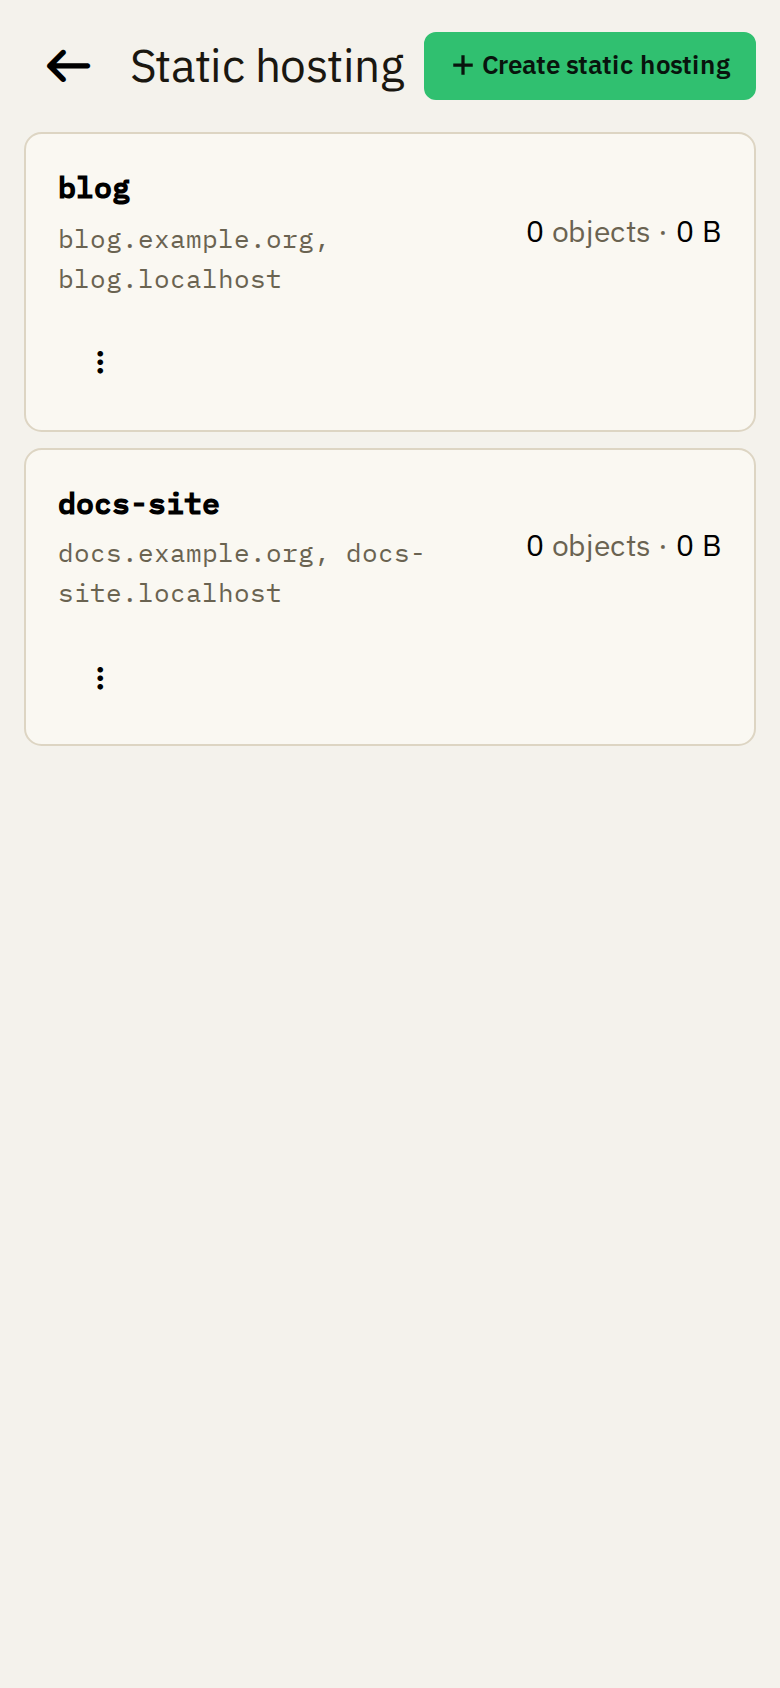 Static hosting
+ Create static hosting
blog
blog.example.org,
blog.localhost
0 objects · 0 B
docs-site
docs.example.org, docs-
site.localhost
0 objects · 0 B